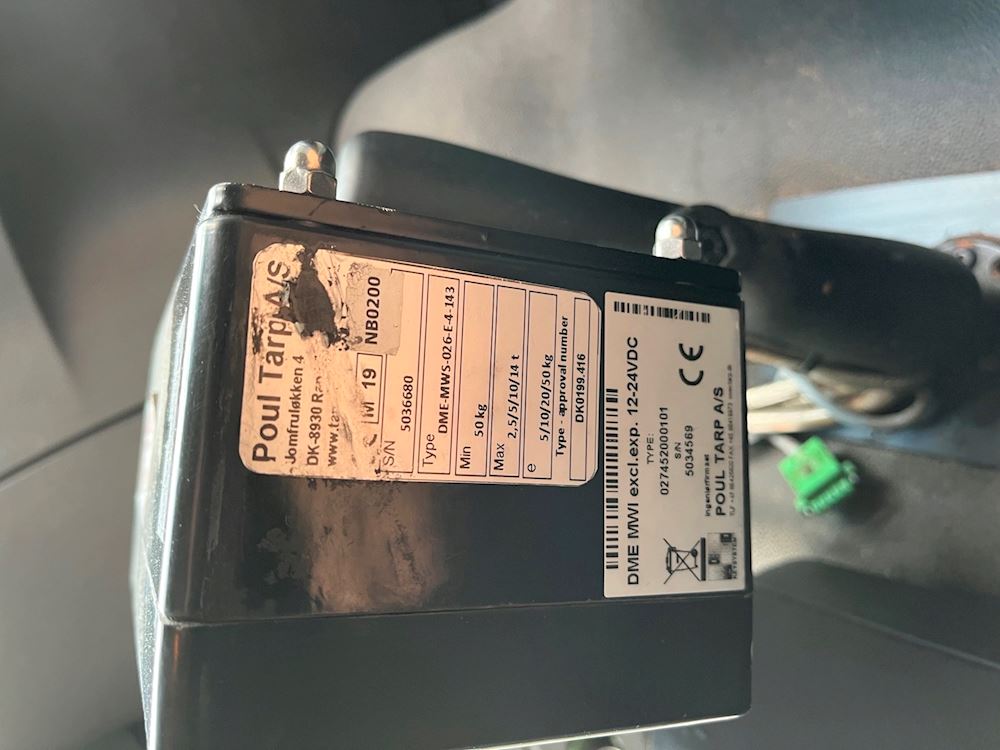 Poul Tarp A/S
Jomfruløkken 4
DK-8930
www.
M 19 NB0200
S/N 5036680
Type DME-MWS-026-E-4-143
Min 50 kg
Max 2,5/5/10/14 t
e 5/10/20/50 kg
Type - approval number
DK0199.416
DME MWI excl.exp. 12-24VDC
TYPE:
027452000101
S/N
5034569
CE
Ingeniørfirmaet
POUL TARP A/S